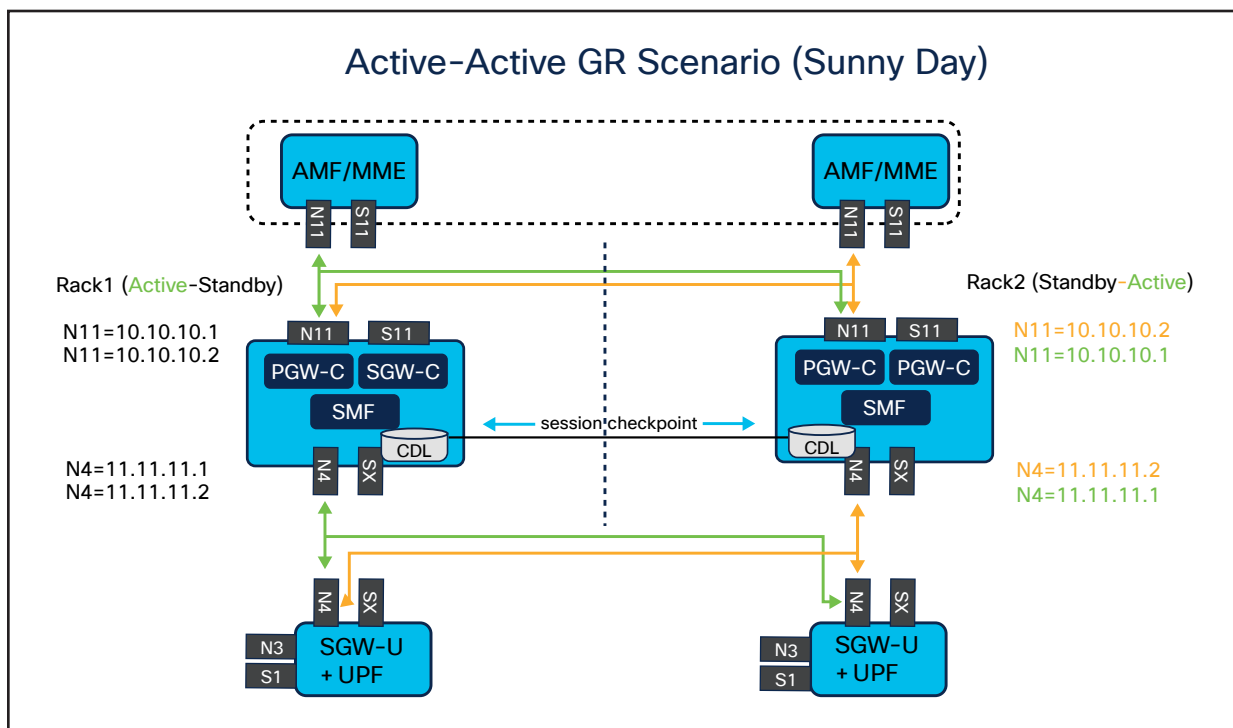 Active-Active GR Scenario (Sunny Day)
AMF/MME
AMF/MME
N11
S11
N11
S11
Rack1 (Active-Standby)
Rack2 (Standby-Active)
N11=10.10.10.1
N11=10.10.10.2
N11
S11
N11
S11
N11=10.10.10.2
N11=10.10.10.1
PGW-C
SGW-C
PGW-C
PGW-C
SMF
SMF
session checkpoint
CDL
CDL
N4=11.11.11.1
N4=11.11.11.2
N4
SX
N4
SX
N4=11.11.11.2
N4=11.11.11.1
N4
SX
N4
SX
N3
S1
SGW-U
+ UPF
N3
S1
SGW-U
+ UPF